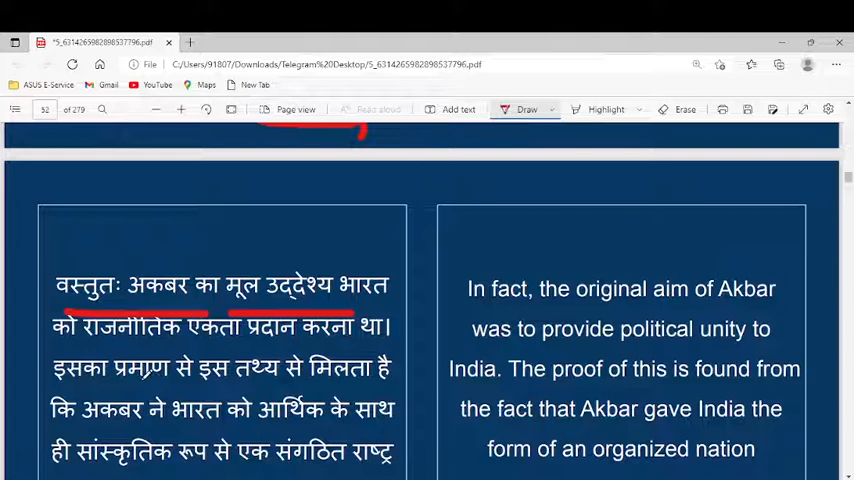 *5_6314265982898537796.pdf
File C:/Users/91807/Downloads/Telegram%20Desktop/5_6314265982898537796.pdf
ASUS E-Service Gmail YouTube Maps New Tab
52 of 279 Page view Read aloud Add text Draw Highlight Erase
वस्तुतः अकबर का मूल उद्देश्य भारत
को राजनीतिक एकता प्रदान करना था।
इसका प्रमाण से इस तथ्य से मिलता है
कि अकबर ने भारत को आर्थिक के साथ
ही सांस्कृतिक रूप से एक संगठित राष्ट्र
In fact, the original aim of Akbar
was to provide political unity to
India. The proof of this is found from
the fact that Akbar gave India the
form of an organized nation